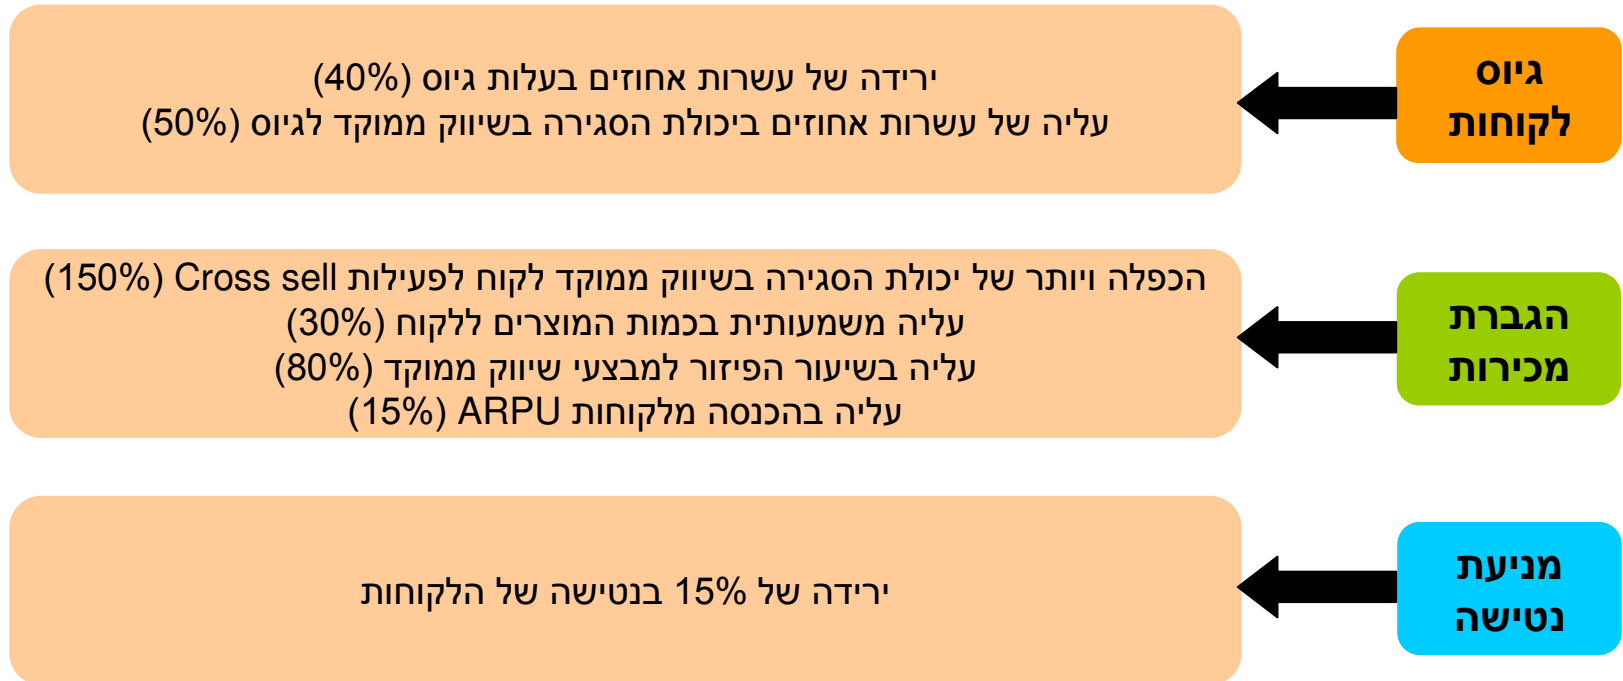 גיוס
לקוחות
ירידה של עשרות אחוזים בעלות גיוס (40%)
עליה של עשרות אחוזים ביכולת הסגירה בשיווק ממוקד לגיוס (50%)
הגברת
מכירות
הכפלה ויותר של יכולת הסגירה בשיווק ממוקד לקוח לפעילות Cross sell (150%)
עליה משמעותית בכמות המוצרים ללקוח (30%)
עליה בשיעור הפיזור למבצעי שיווק ממוקד (80%)
עליה בהכנסה מלקוחות ARPU (15%)
מניעת
נטישה
ירידה של 15% בנטישה של הלקוחות